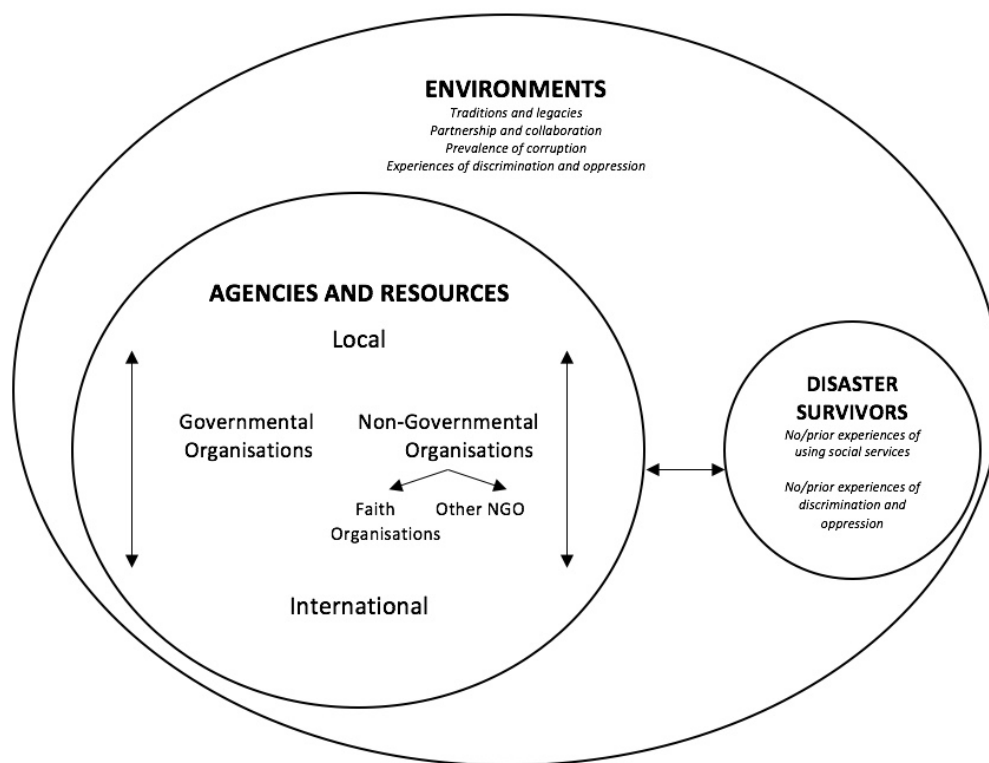 ENVIRONMENTS
Traditions and legacies
Partnership and collaboration
Prevalence of corruption
Experiences of discrimination and oppression
AGENCIES AND RESOURCES
Local
Governmental
Organisations
Non-Governmental
Organisations
Faith
Organisations
Other NGO
International
DISASTER
SURVIVORS
No/prior experiences of
using social services
No/prior experiences of
discrimination and
oppression